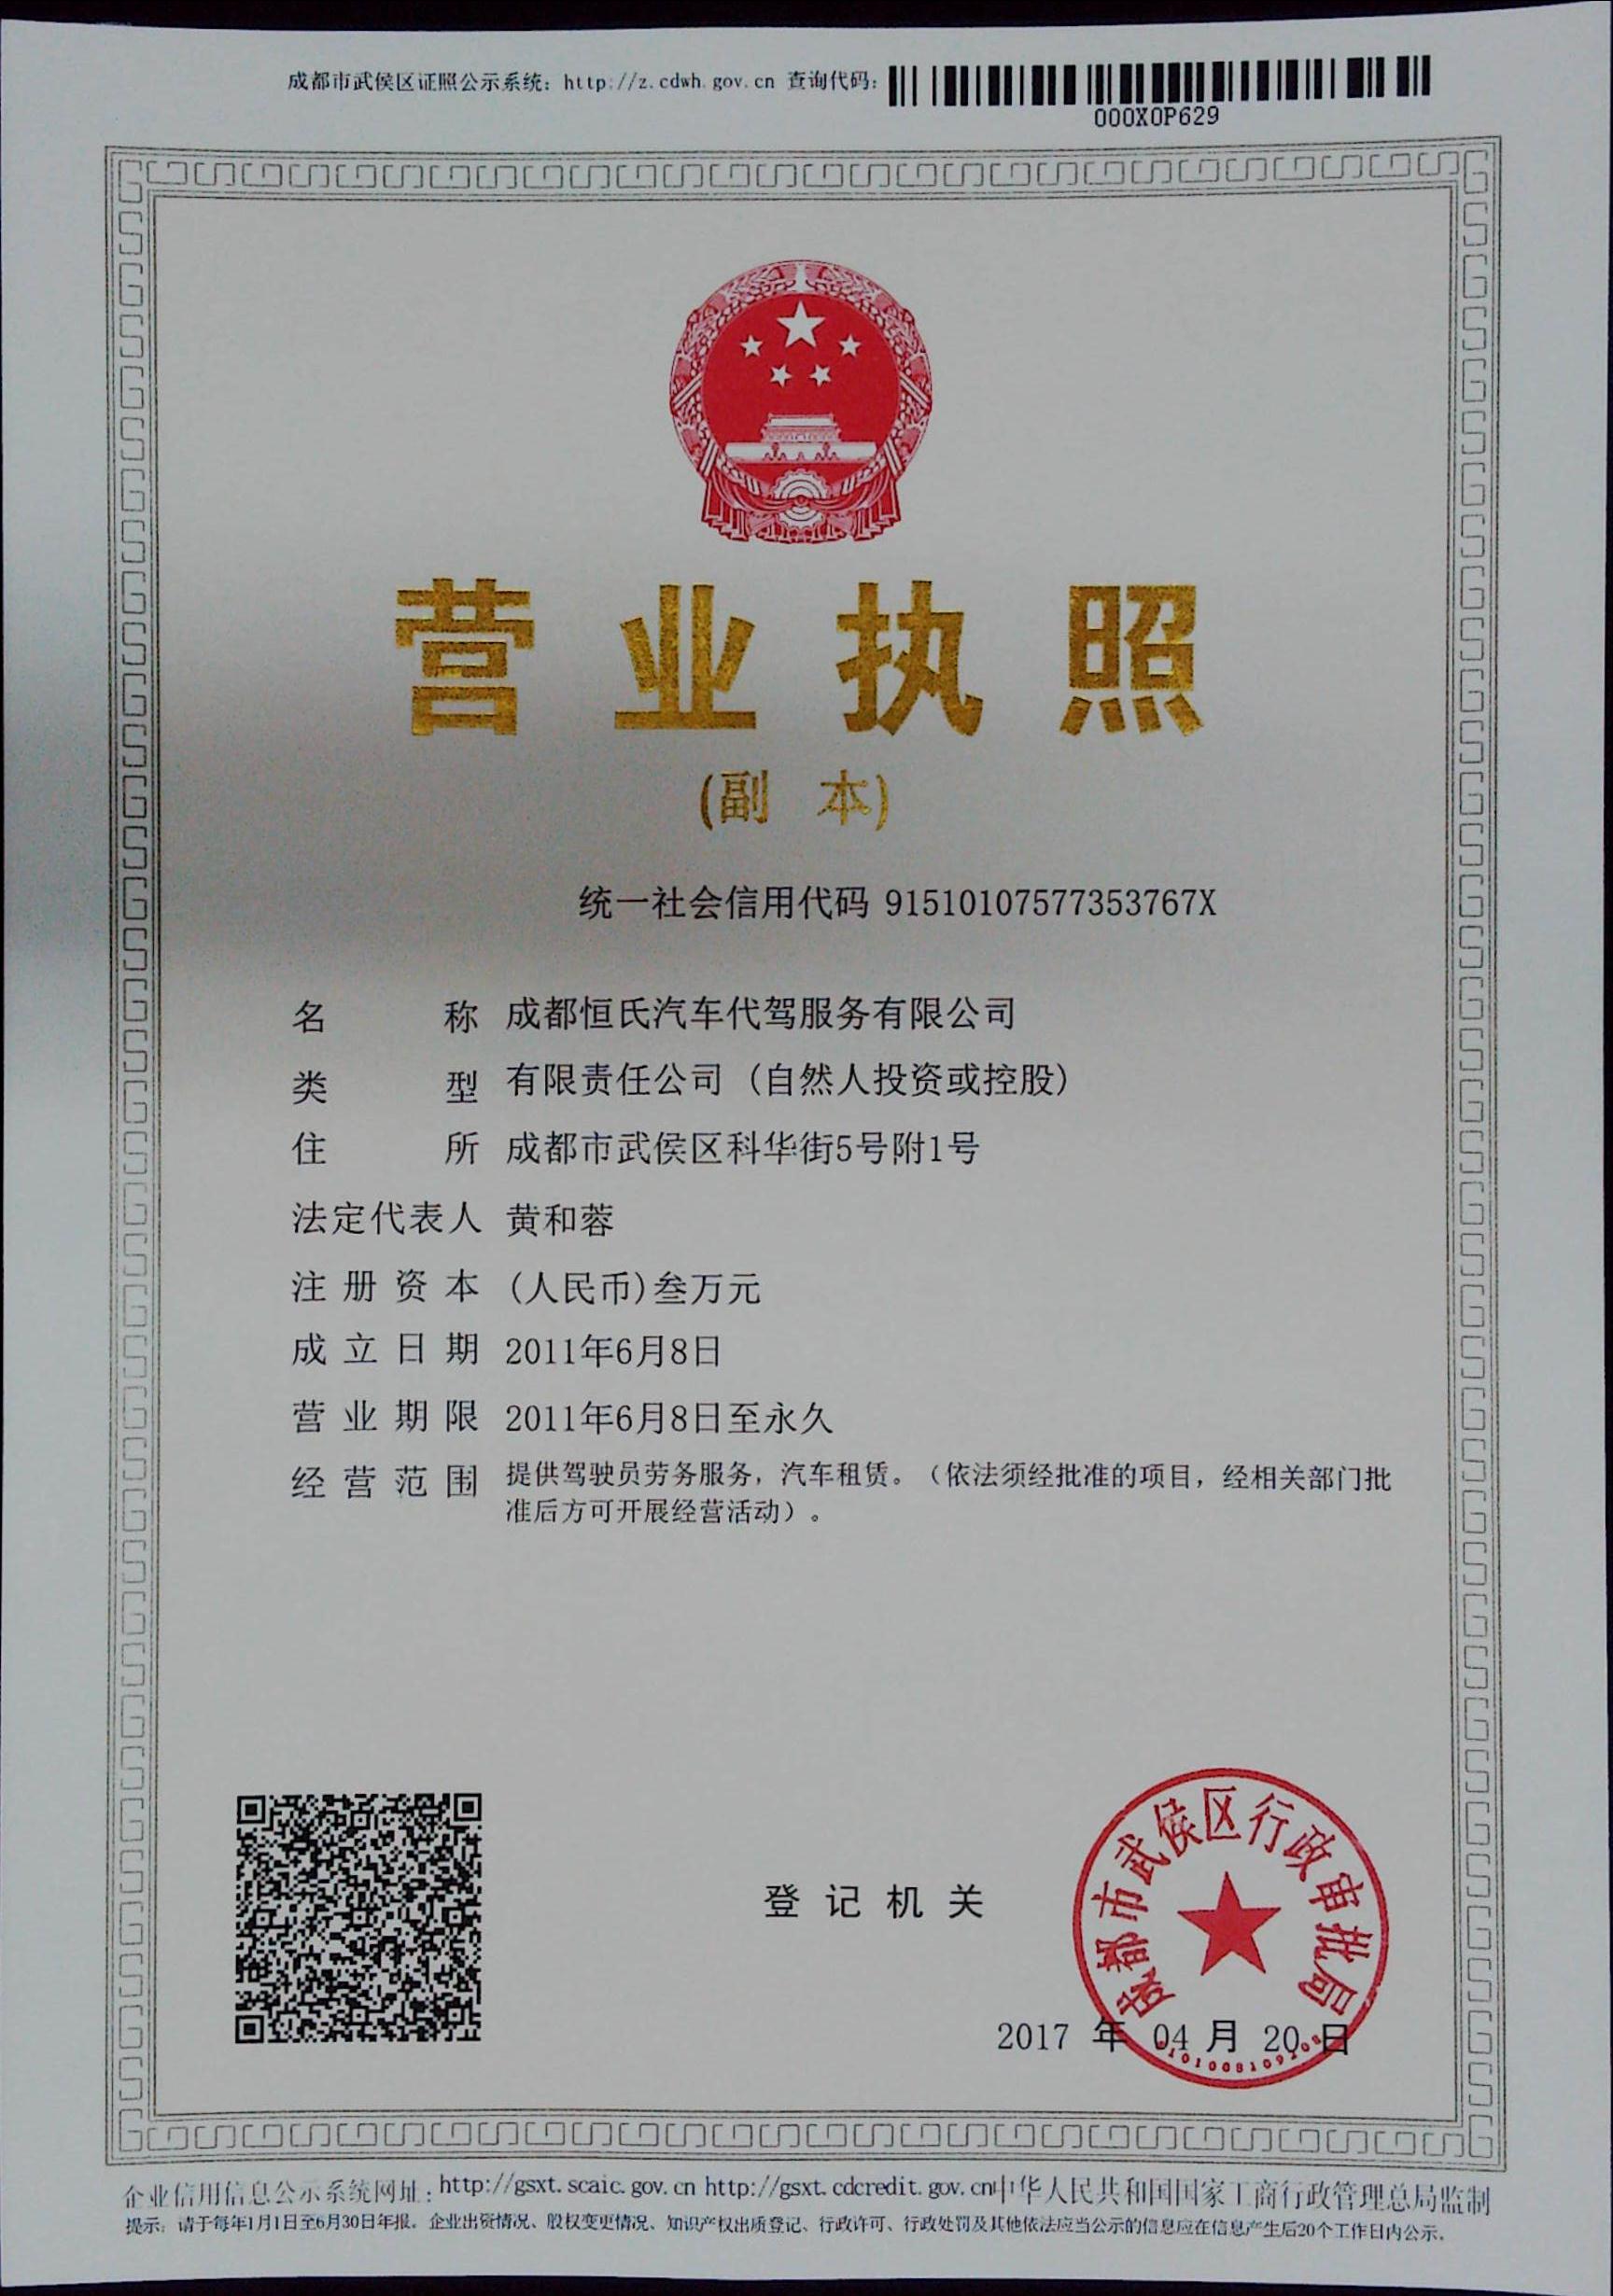 成都市武侯区证照公示系统：http://z.cdwh.gov.cn 查询代码：
000X0P629
营业执照
(副 本)
统一社会信用代码 91510107577353767X
名 称 成都恒氏汽车代驾服务有限公司
类 型 有限责任公司（自然人投资或控股）
住 所 成都市武侯区科华街5号附1号
法定代表人 黄和蓉
注册资本 (人民币)叁万元
成立日期 2011年6月8日
营业期限 2011年6月8日至永久
经营范围 提供驾驶员劳务服务，汽车租赁。（依法须经批准的项目，经相关部门批
准后方可开展经营活动）。
成都市武侯区行政审批局
登记机关
2017 年 04 月 20 日
企业信用信息公示系统网址：http://gsxt.scaic.gov.cn http://gsxt.cdcredit.gov.cn中华人民共和国国家工商行政管理总局监制
提示：请于每年1月1日至6月30日年报。企业出资情况、股权变更情况、知识产权出质登记、行政许可、行政处罚及其他依法应当公示的信息应在信息产生后20个工作日内公示。